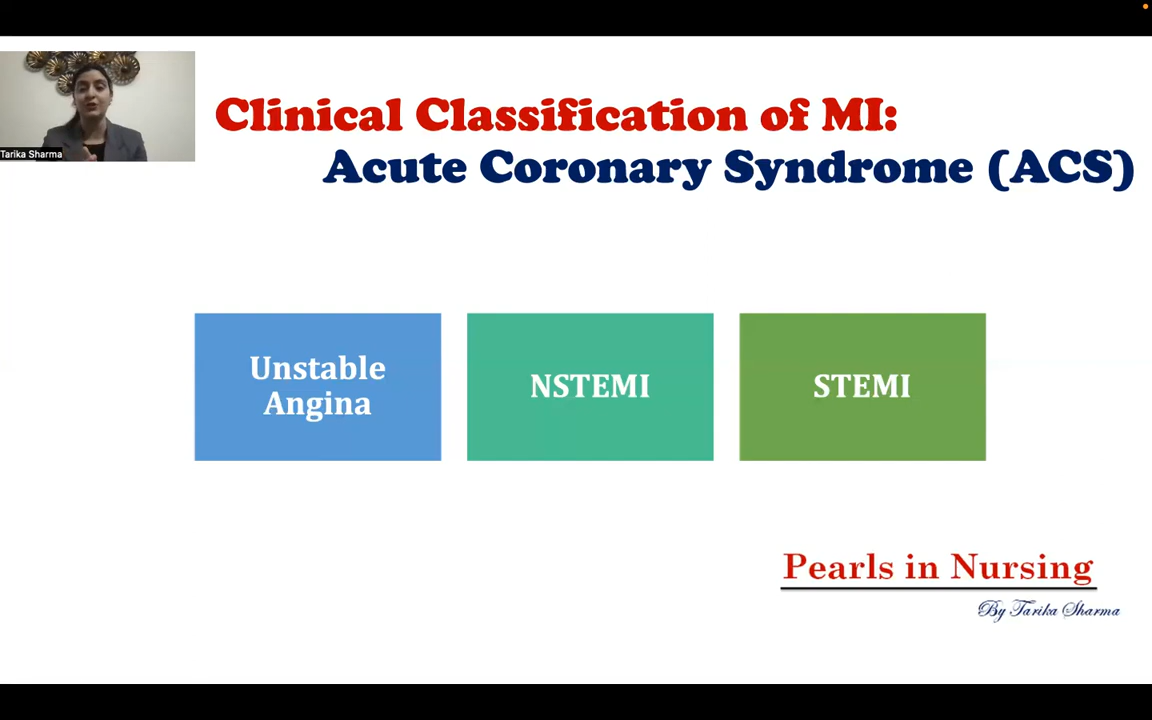 Tarika Sharma
Clinical Classification of MI:
Acute Coronary Syndrome (ACS)
Unstable
Angina
NSTEMI
STEMI
Pearls in Nursing
By Tarika Sharma